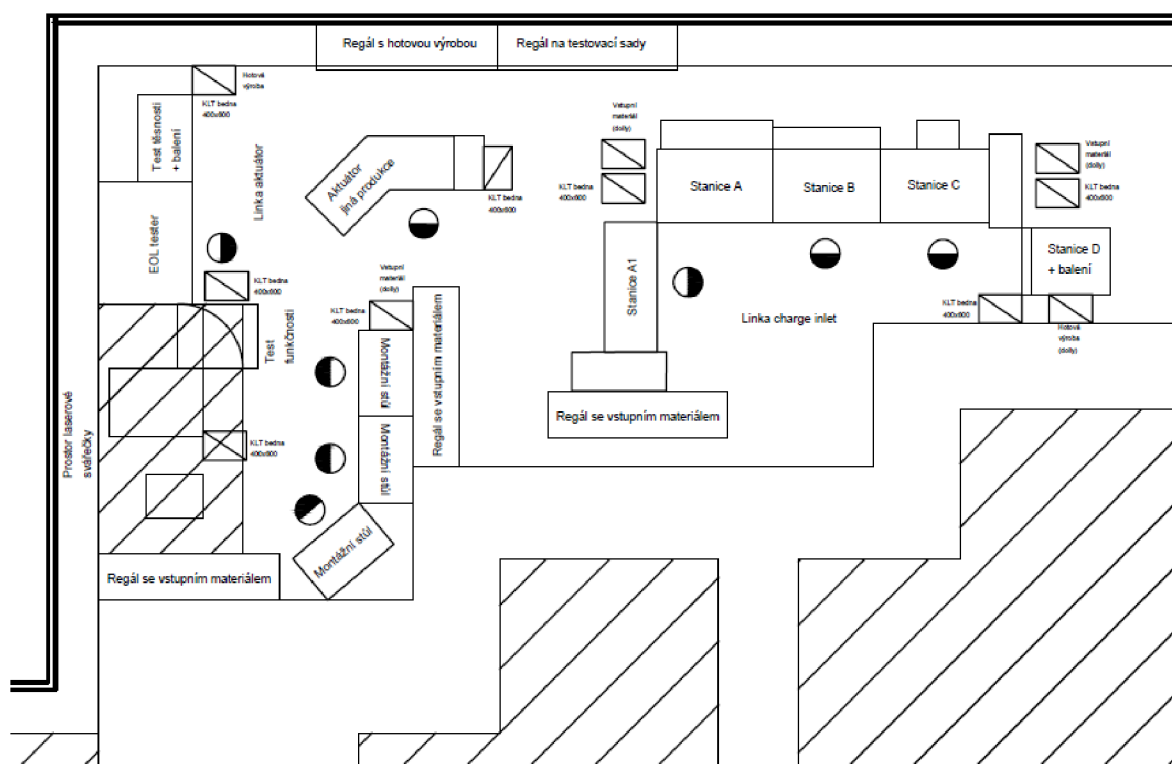 Regál s hotovou výrobou
Regál na testovací sady
Hotové
výroba
KLT bedna
400x600
Test těsnosti
+ balení
Linka aktuátor
Aktuátor
jiná produkce
KLT bedna
400x600
Vstupní
materiál
(dolly)
KLT bedna
400x600
Stanice A
Stanice B
Stanice C
Vstupní
materiál
(dolly)
KLT bedna
400x600
EOL tester
KLT bedna
400x600
Vstupní
materiál
(dolly)
KLT bedna
400x600
Stanice A1
Stanice D
+ balení
Linka charge inlet
KLT bedna
400x600
Hotová
výroba
(dolly)
Test
funkčnosti
Montážní stůl
Regál se vstupním materiálem
Regál se vstupním materiálem
Prostor laserové
svářečky
KLT bedna
400x600
Montážní stůl
Montážní stůl
Regál se vstupním materiálem